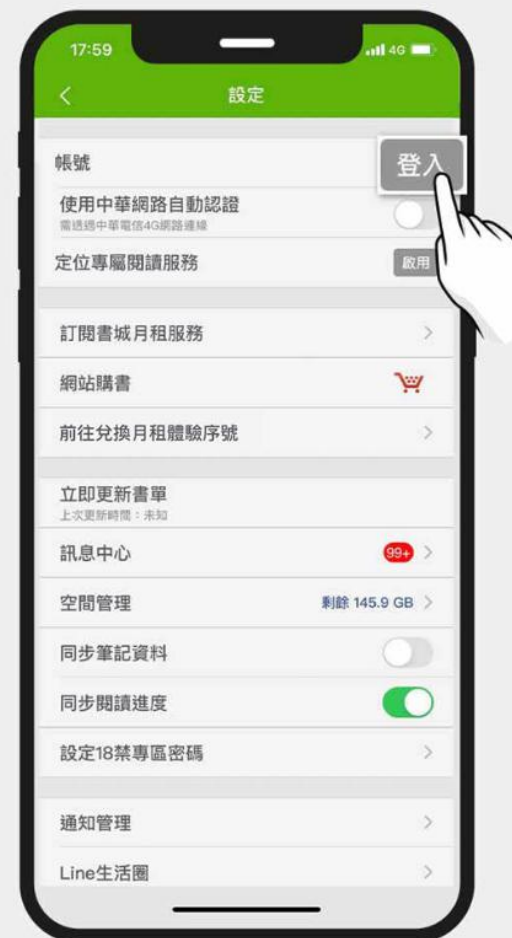 17:59
4G
設定
帳號
登入
使用中華網路自動認證
需透過中華電信4G網路連線
定位專屬閱讀服務
啟用
訂閱書城月租服務
網站購書
前往兌換月租體驗序號
立即更新書單
上次更新時間：未知
訊息中心
99+
空間管理
剩餘 145.9 GB
同步筆記資料
同步閱讀進度
設定18禁專區密碼
通知管理
Line生活圈